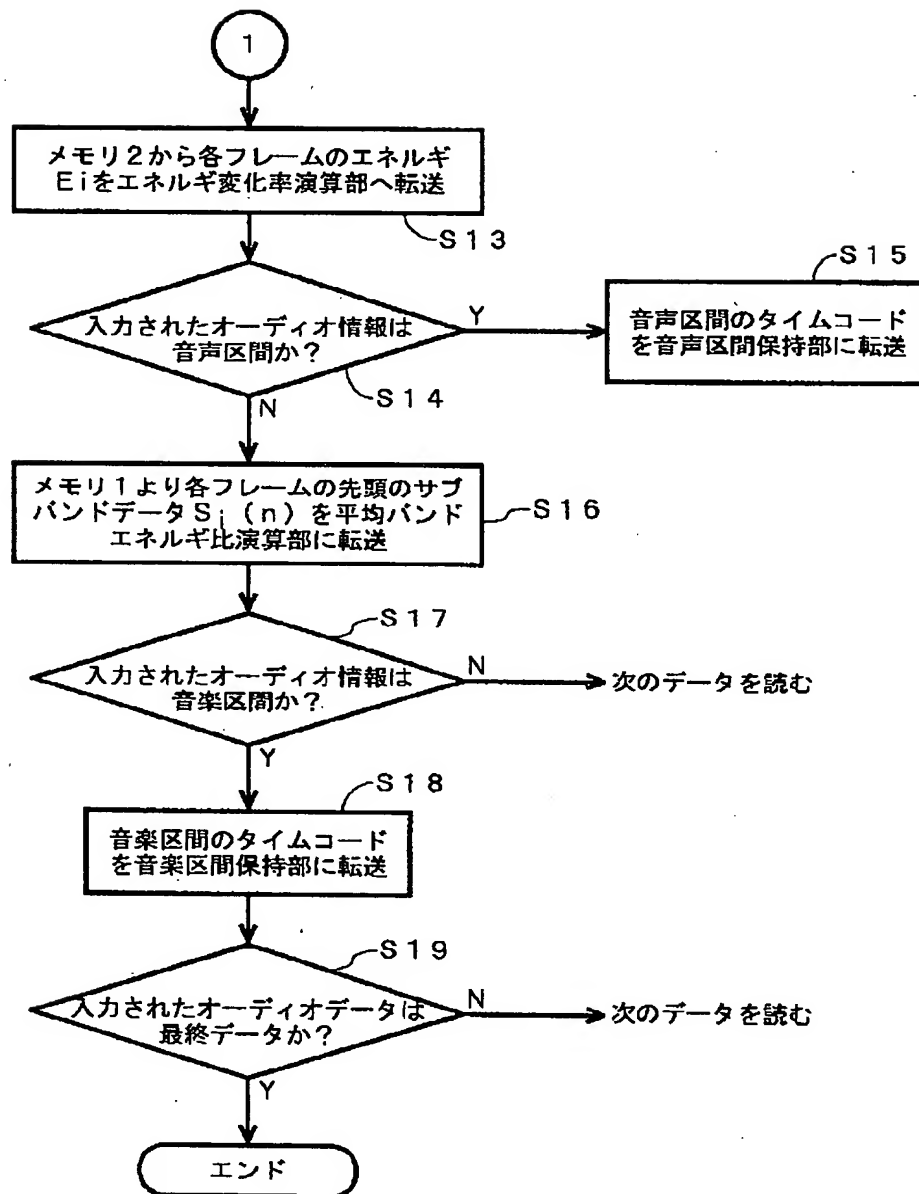 1
メモリ2から各フレームのエネルギ
Eiをエネルギ変化率演算部へ転送
S13
入力されたオーディオ情報は
音声区間か?
Y
S14
N
S15
音声区間のタイムコード
を音声区間保持部に転送
メモリ1より各フレームの先頭のサブ
バンドデータSi(n)を平均バンド
エネルギ比演算部に転送
S16
S17
入力されたオーディオ情報は
音楽区間か?
N
次のデータを読む
Y
S18
音楽区間のタイムコード
を音楽区間保持部に転送
S19
入力されたオーディオデータは
最終データか?
N
次のデータを読む
Y
エンド